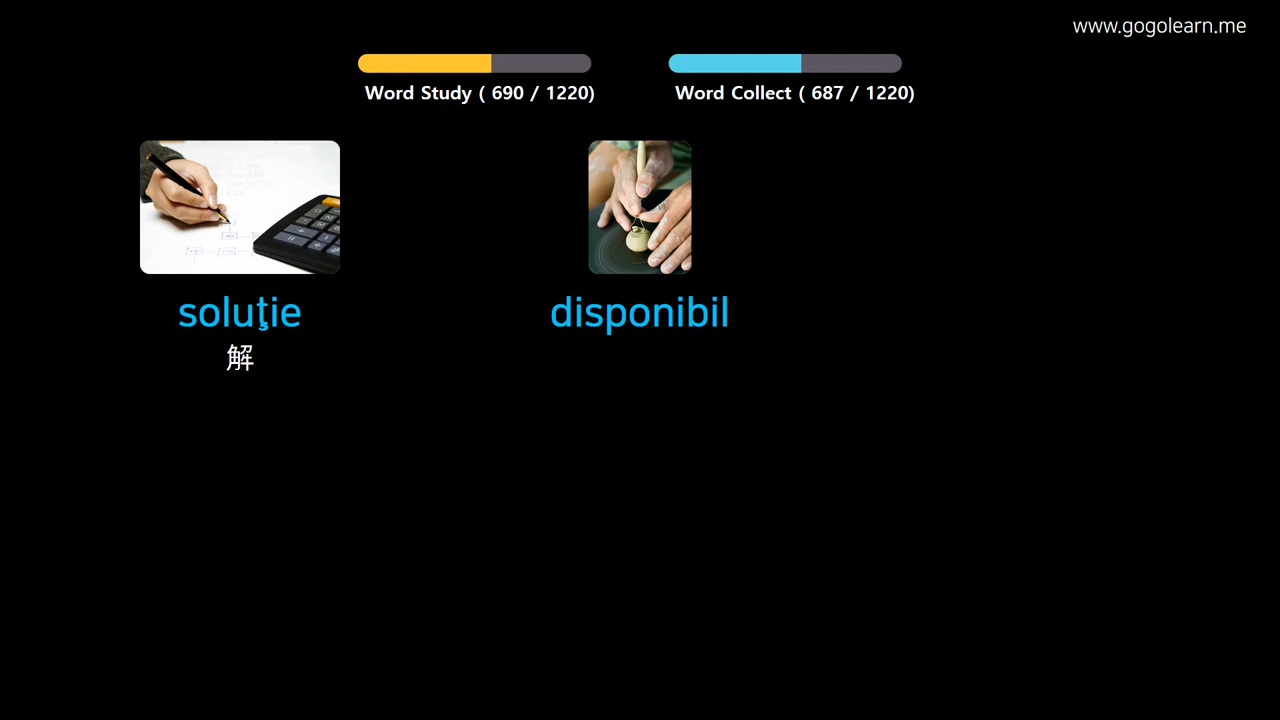 www.gogolearn.me
Word Study ( 690 / 1220)
Word Collect ( 687 / 1220)
soluţie
disponibil
解